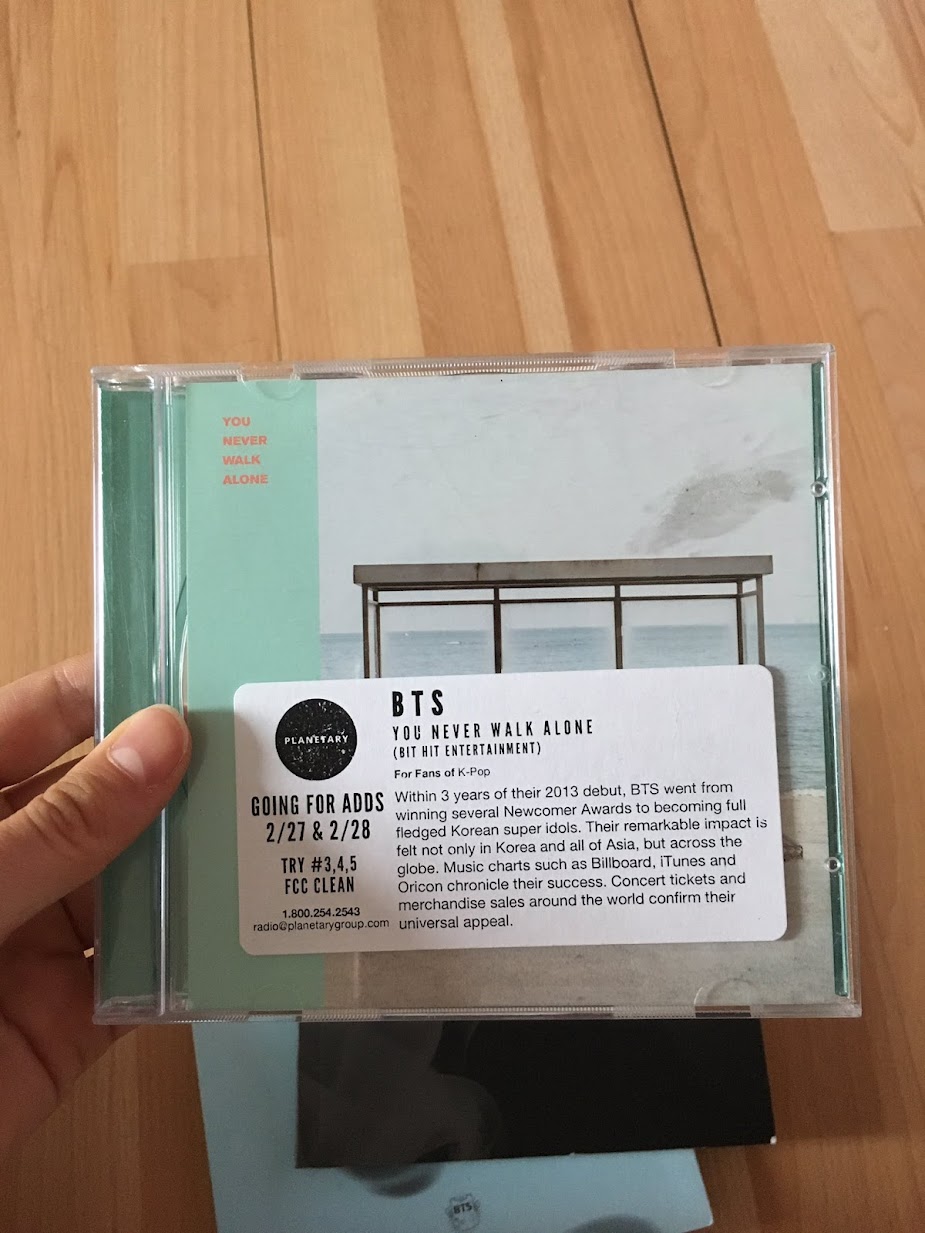 YOU
NEVER
WALK
ALONE
PLANETARY
GOING FOR ADDS
2/27 & 2/28
TRY #3,4,5
FCC CLEAN
1.800.254.2543
radio@planetarygroup.com
BTS
YOU NEVER WALK ALONE
(BIT HIT ENTERTAINMENT)
For Fans of K-Pop
Within 3 years of their 2013 debut, BTS went from
winning several Newcomer Awards to becoming full
fledged Korean super idols. Their remarkable impact is
felt not only in Korea and all of Asia, but across the
globe. Music charts such as Billboard, iTunes and
Oricon chronicle their success. Concert tickets and
merchandise sales around the world confirm their
universal appeal.
BTS